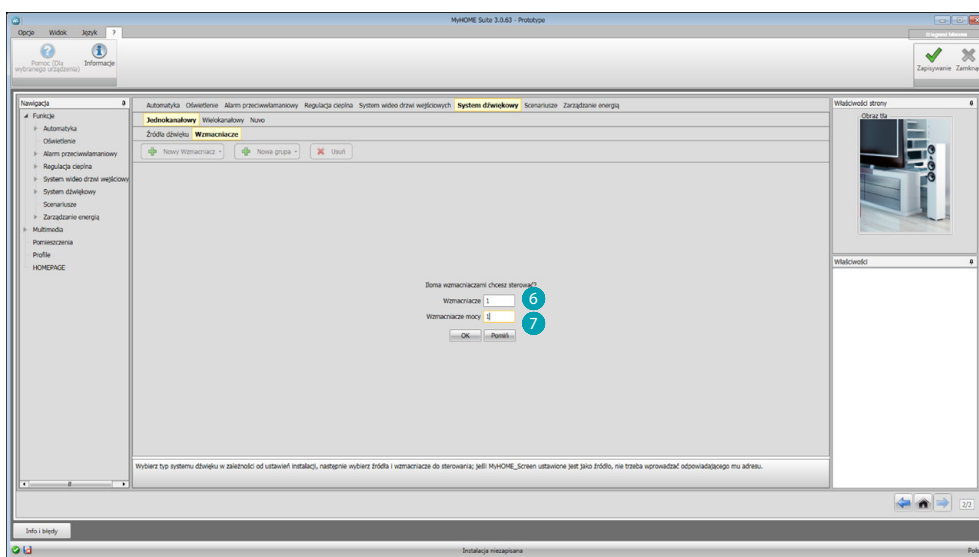 MyHOME Suite 3.0.63 - Prototype
Opcje Widok Język ?
Pomoc (Dla wybranego urządzenia)
Informacje
Zapisywanie Zamkną
Nawigacja
Funkcje
Automatyka
Oświetlenie
Alarm przeciwwłamaniowy
Regulacja cieplna
System wideo drzwi wejściowy
System dźwiękowy
Scenariusze
Zarządzanie energią
Multimedia
Pomieszczenia
Profile
HOMEPAGE
Automatyka Oświetlenie Alarm przeciwwłamaniowy Regulacja cieplna System wideo drzwi wejściowych System dźwiękowy Scenariusze Zarządzanie energią
Jednokanałowy Wielokanałowy Nuvo
Źródła dźwięku Wzmacniacze
Nowy Wzmacniacz Nowa grupa Usuń
Iloma wzmacniaczami chcesz sterować?
Wzmacniacze 1 6
Wzmacniacze mocy 1 7
OK Pomiń
Wybierz typ systemu dźwięku w zależności od ustawień instalacji, następnie wybierz źródła i wzmacniacze do sterowania; jeśli MyHOME_Screen ustawione jest jako źródło, nie trzeba wprowadzać odpowiadającego mu adresu.
Właściwości strony
Obraz tła
Właściwości
2/2
Info i błędy
Instalacja niezapisana